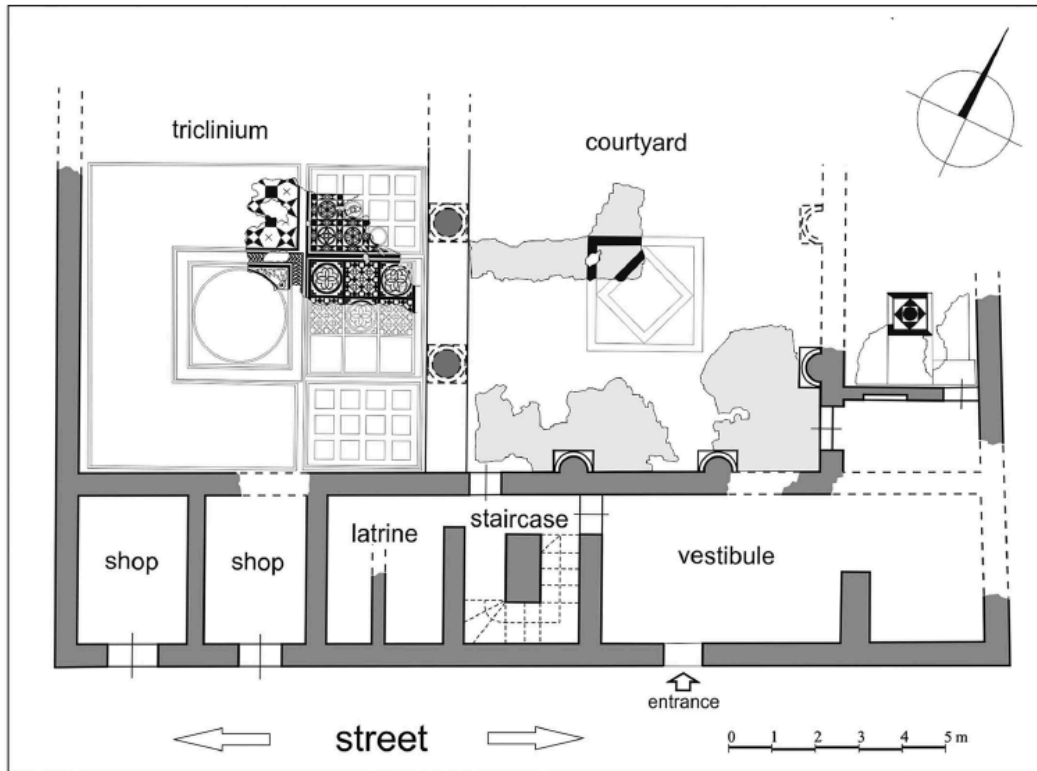 triclinium
courtyard
staircase
latrine
shop
shop
vestibule
entrance
street
0 1 2 3 4 5 m